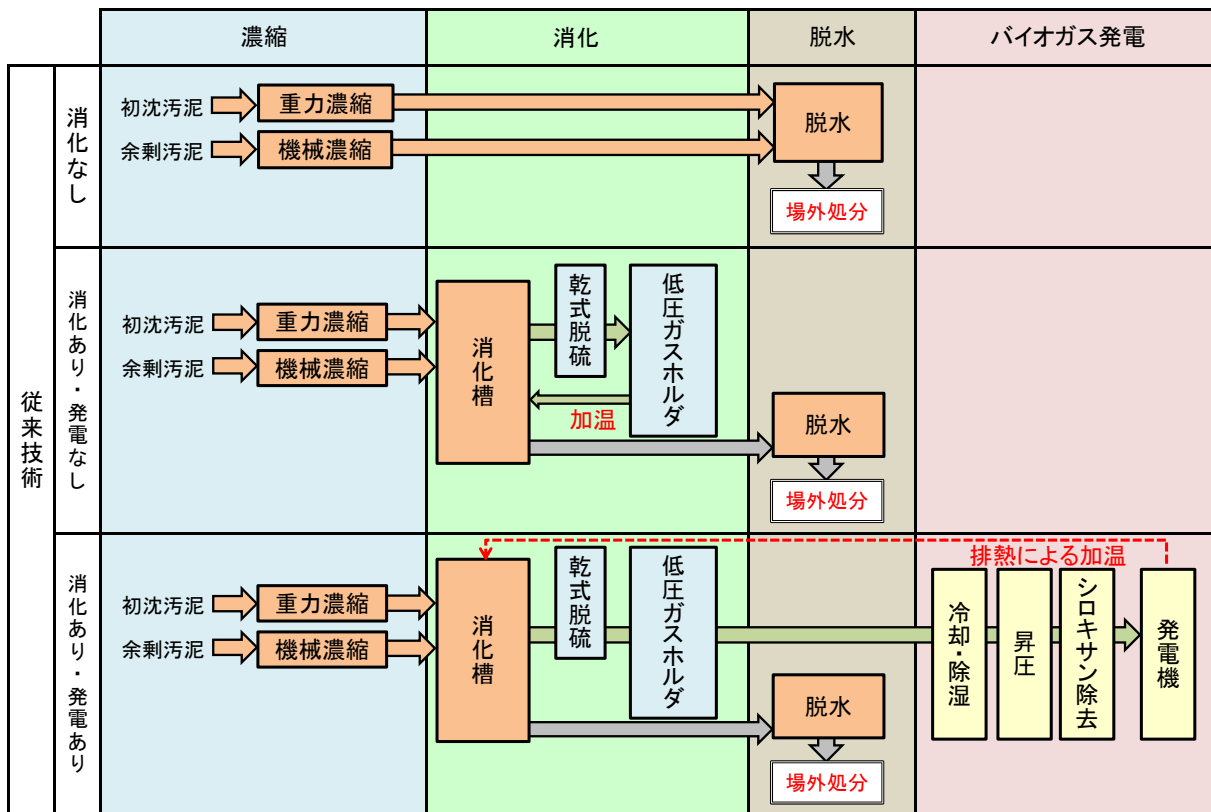 濃縮
消化
脱水
バイオガス発電
従来技術
消化なし
初沈汚泥
重力濃縮
余剰汚泥
機械濃縮
脱水
場外処分
消化あり・発電なし
初沈汚泥
重力濃縮
余剰汚泥
機械濃縮
消化槽
乾式脱硫
低圧ガスホルダ
加温
脱水
場外処分
消化あり・発電あり
初沈汚泥
重力濃縮
余剰汚泥
機械濃縮
消化槽
乾式脱硫
低圧ガスホルダ
脱水
場外処分
排熱による加温
冷却・除湿
昇圧
シロキサン除去
発電機